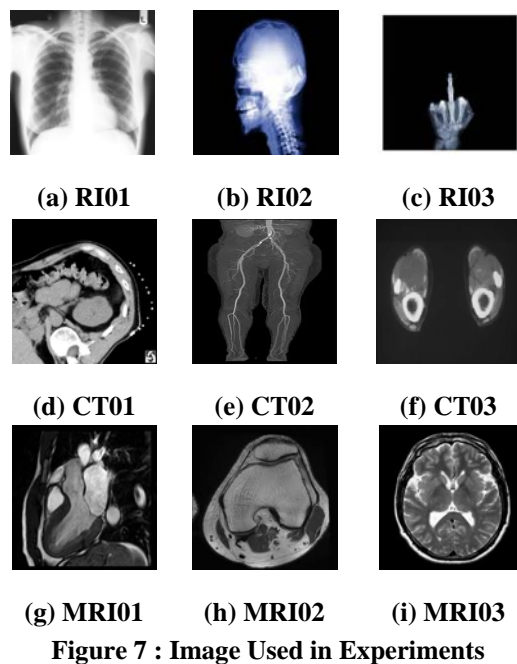 L
(a) RI01
(b) RI02
(c) RI03
(d) CT01
(e) CT02
(f) CT03
(g) MRI01
(h) MRI02
(i) MRI03
Figure 7 : Image Used in Experiments